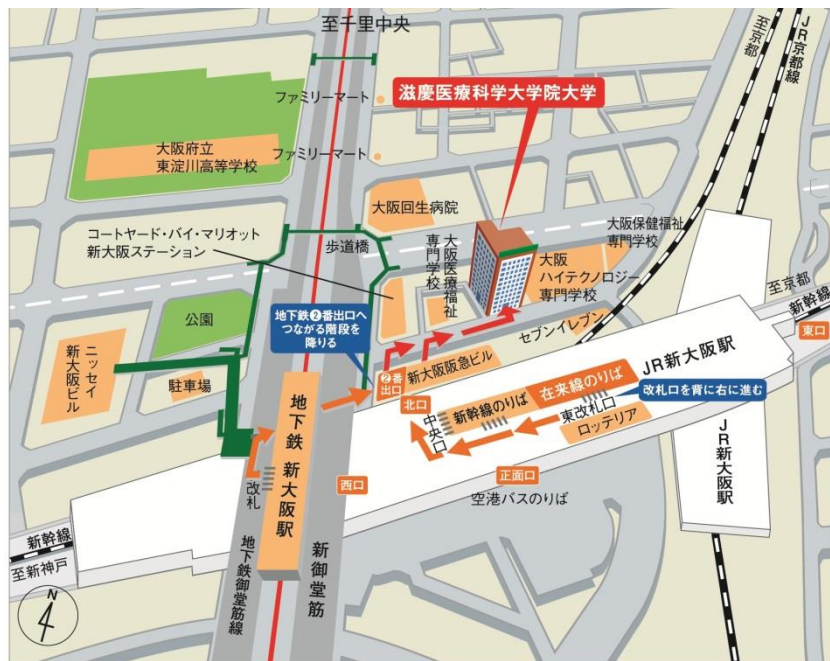 至千里中央
至京都
JR京都線
ファミリーマート
滋慶医療科学大学院大学
大阪府立
東淀川高等学校
ファミリーマート
大阪回生病院
コートヤード・バイ・マリオット
新大阪ステーション
歩道橋
大阪医療福祉
専門学校
大阪
ハイテクノロジー
専門学校
大阪保健福祉
専門学校
至京都
新幹線
東口
公園
地下鉄❷番出口へ
つながる階段を
降りる
セブンイレブン
ニッセイ
新大阪ビル
駐車場
❷番
出口
新大阪阪急ビル
JR新大阪駅
北口
新幹線のりば
在来線のりば
改札口を背に右に進む
中央口
東改札口
ロッテリア
地下鉄 新大阪駅
改札
西口
正面口
空港バスのりば
JR新大阪駅
新幹線
至新神戸
地下鉄御堂筋線
新御堂筋
N